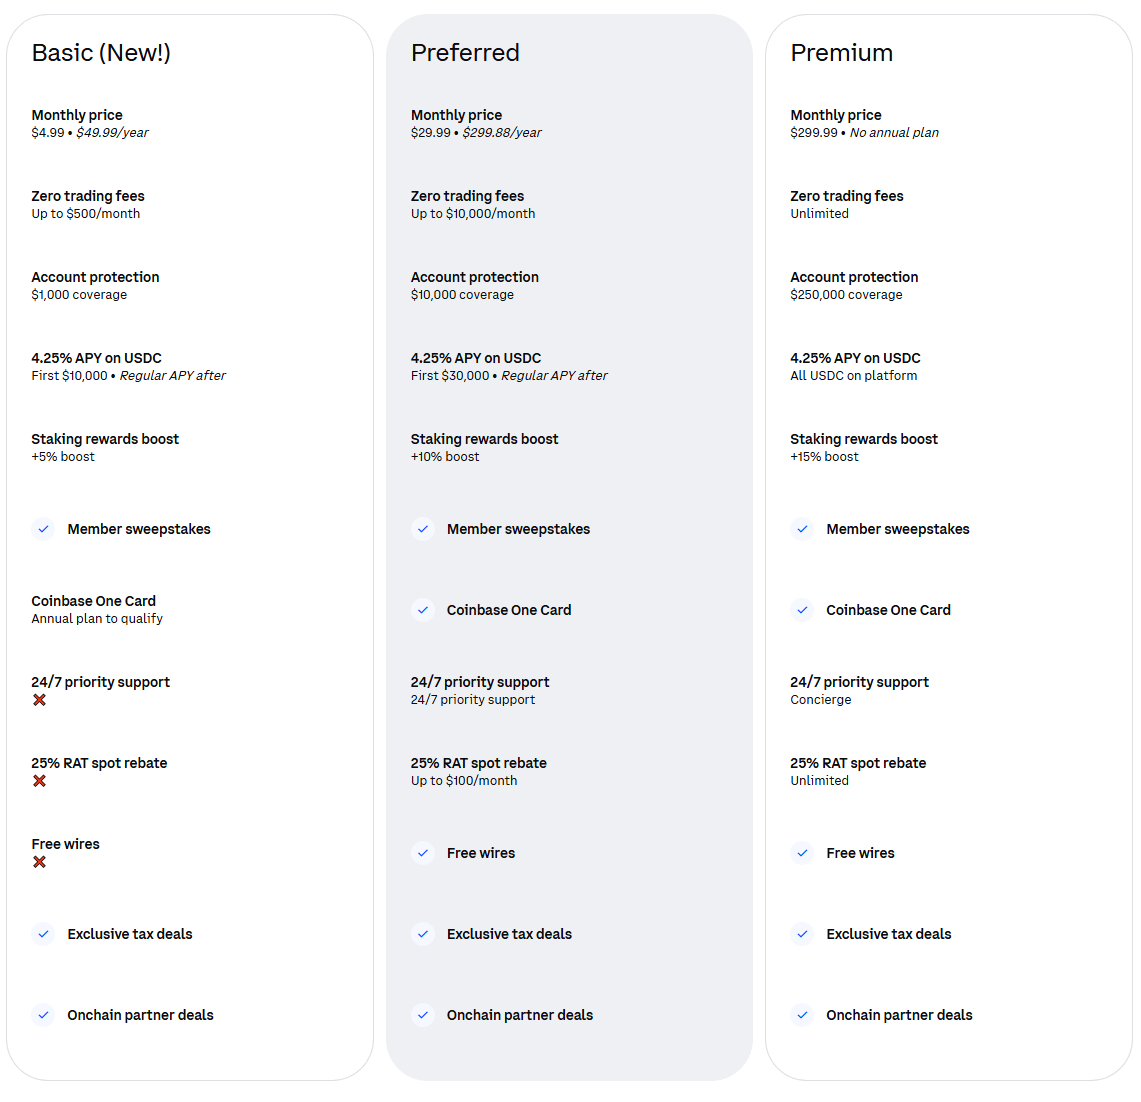 Basic (New!)
Monthly price
$4.99 • $49.99/year
Zero trading fees
Up to $500/month
Account protection
$1,000 coverage
4.25% APY on USDC
First $10,000 • Regular APY after
Staking rewards boost
+5% boost
Member sweepstakes
Coinbase One Card
Annual plan to qualify
24/7 priority support
25% RAT spot rebate
Free wires
Exclusive tax deals
Onchain partner deals
Preferred
Monthly price
$29.99 • $299.88/year
Zero trading fees
Up to $10,000/month
Account protection
$10,000 coverage
4.25% APY on USDC
First $30,000 • Regular APY after
Staking rewards boost
+10% boost
Member sweepstakes
Coinbase One Card
24/7 priority support
24/7 priority support
25% RAT spot rebate
Up to $100/month
Free wires
Exclusive tax deals
Onchain partner deals
Premium
Monthly price
$299.99 • No annual plan
Zero trading fees
Unlimited
Account protection
$250,000 coverage
4.25% APY on USDC
All USDC on platform
Staking rewards boost
+15% boost
Member sweepstakes
Coinbase One Card
24/7 priority support
Concierge
25% RAT spot rebate
Unlimited
Free wires
Exclusive tax deals
Onchain partner deals